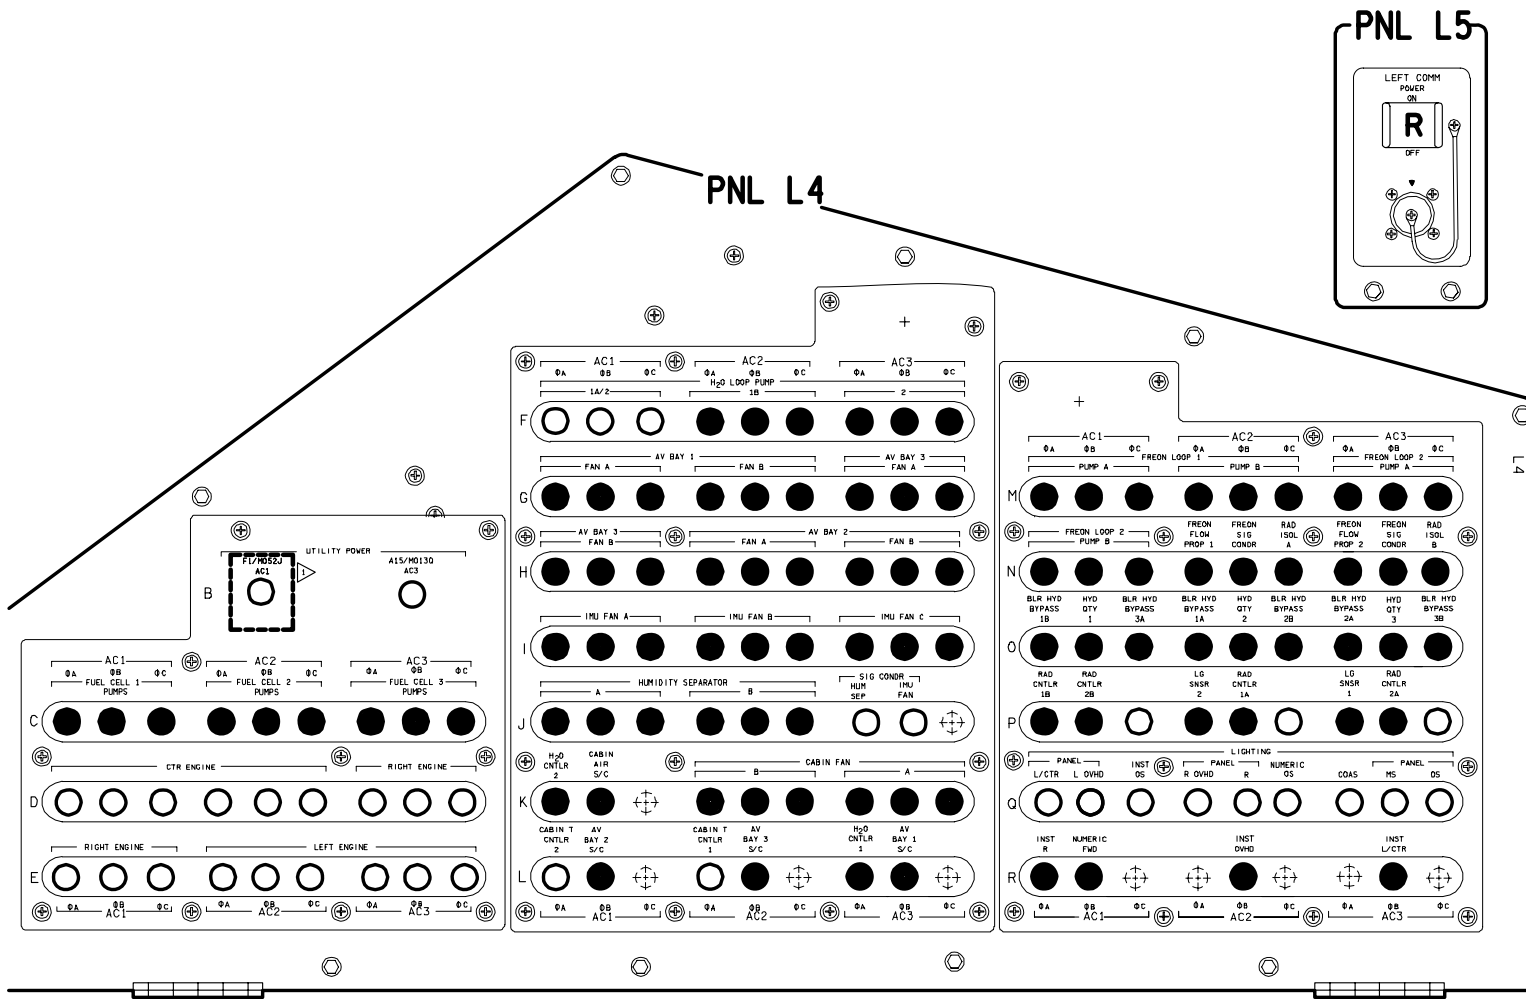 PNL L5
LEFT COMM
POWER
ON
R
OFF
PNL L4
L4
UTILITY POWER
F1/MO52J
AC1
1
A15/MO13Q
AC3
B
AC1 AC2 AC3
ΦA ΦB ΦC ΦA ΦB ΦC ΦA ΦB ΦC
FUEL CELL 1 FUEL CELL 2 FUEL CELL 3
PUMPS PUMPS PUMPS
C
CTR ENGINE RIGHT ENGINE
D
RIGHT ENGINE LEFT ENGINE
E
ΦA ΦB ΦC ΦA ΦB ΦC ΦA ΦB ΦC
AC1 AC2 AC3
AC1 AC2 AC3
ΦA ΦB ΦC ΦA ΦB ΦC ΦA ΦB ΦC
H2O LOOP PUMP
1A/2 1B 2
F
AV BAY 1 AV BAY 3
FAN A FAN B FAN A
G
AV BAY 3 AV BAY 2
FAN B FAN A FAN B
H
IMU FAN A IMU FAN B IMU FAN C
I
HUMIDITY SEPARATOR SIG CONDR
A B HUM SEP IMU FAN
J
H2O CNTLR 2 CABIN AIR S/C CABIN FAN
B A
K
CABIN T CNTLR 2 AV BAY 2 S/C CABIN T CNTLR 1 AV BAY 3 S/C H2O CNTLR 1 AV BAY 1 S/C
L
ΦA ΦB ΦC ΦA ΦB ΦC ΦA ΦB ΦC
AC1 AC2 AC3
AC1 AC2 AC3
ΦA ΦB ΦC ΦA ΦB ΦC ΦA ΦB ΦC
FREON LOOP 1 FREON LOOP 2
PUMP A PUMP B PUMP A
M
FREON LOOP 2
PUMP B
FREON FLOW PROP 1 FREON SIG CONDR RAD ISOL A FREON FLOW PROP 2 FREON SIG CONDR RAD ISOL B
N
BLR HYD BYPASS 1B HYD QTY 1 BLR HYD BYPASS 3A BLR HYD BYPASS 1A HYD QTY 2 BLR HYD BYPASS 2B BLR HYD BYPASS 2A HYD QTY 3 BLR HYD BYPASS 3B
O
RAD CNTLR 1B RAD CNTLR 2B LG SNSR 2 RAD CNTLR 1A LG SNSR 1 RAD CNTLR 2A
P
LIGHTING
PANEL PANEL PANEL
L/CTR L OVHD INST OS R OVHD R NUMERIC OS COAS MS OS
Q
INST R NUMERIC FWD INST OVHD INST L/CTR
R
ΦA ΦB ΦC ΦA ΦB ΦC ΦA ΦB ΦC
AC1 AC2 AC3